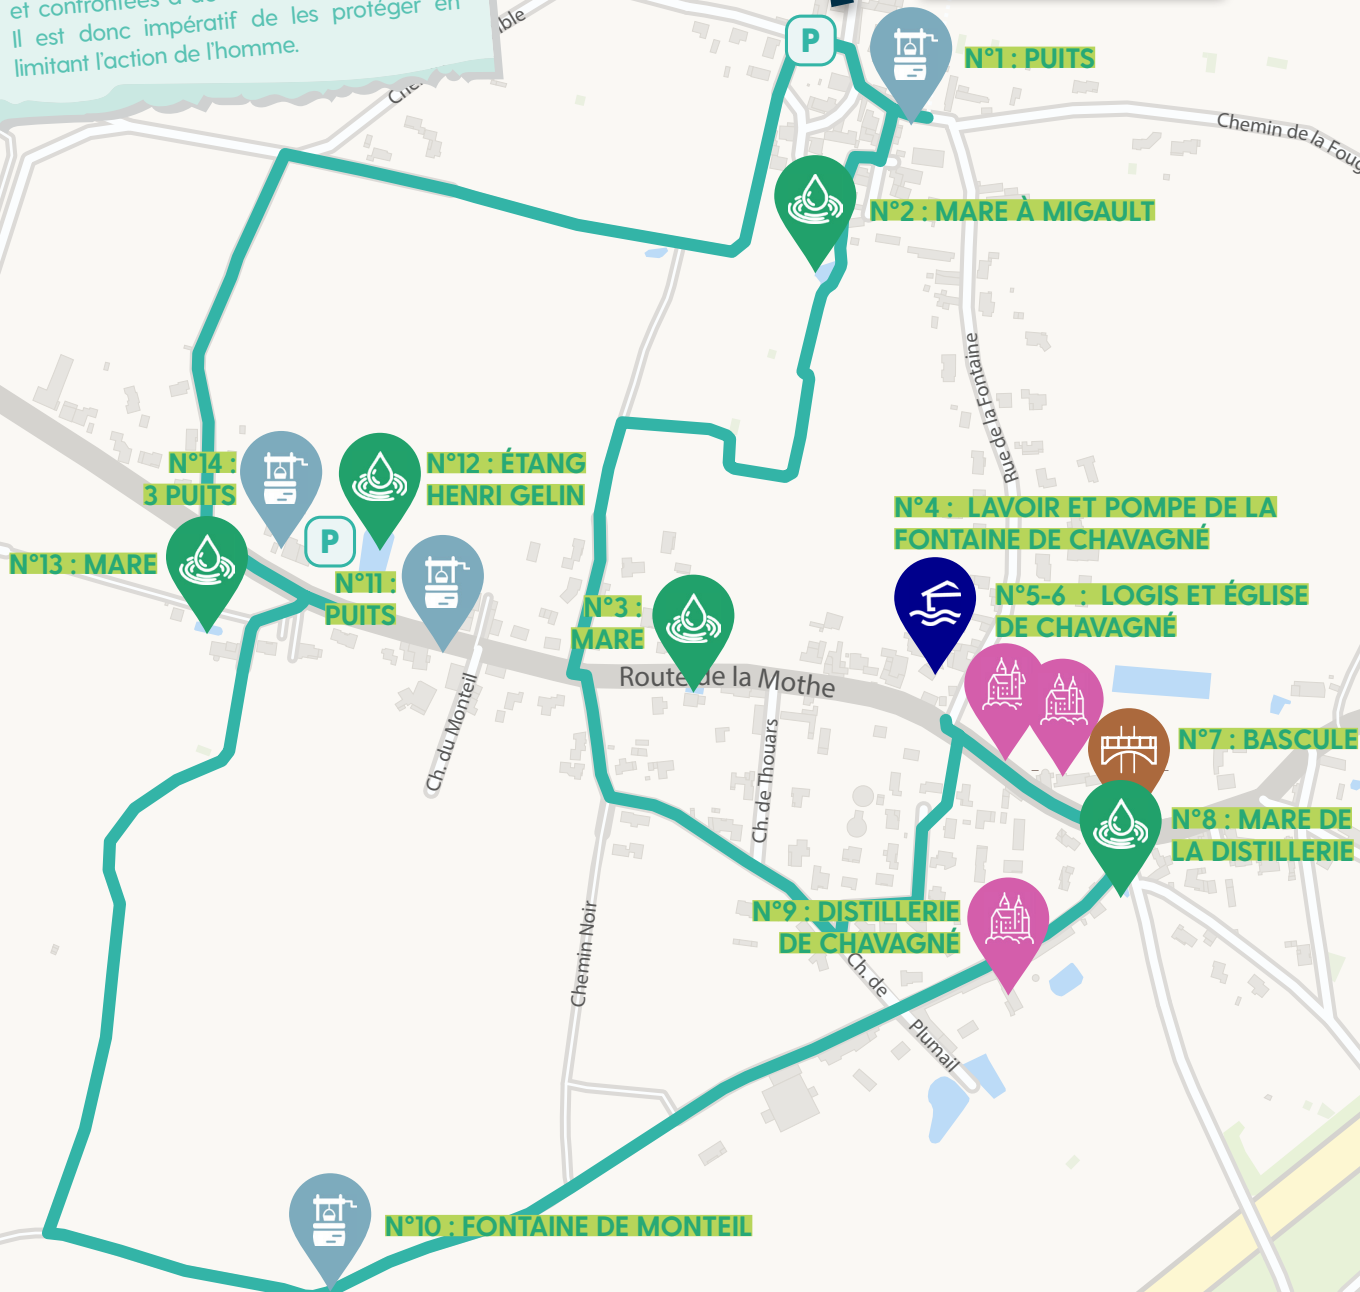 et confrontées à
Il est donc impératif de les protéger en
limitant l'action de l'homme.
P
N°1 : PUITS
Chemin de la Foug
N°2 : MARE À MIGAULT
Rue de la Fontaine
N°14 :
3 PUITS
N°12 : ÉTANG
HENRI GELIN
N°4 : LAVOIR ET POMPE DE LA
FONTAINE DE CHAVAGNÉ
P
N°13 : MARE
N°11 :
PUITS
N°3 :
MARE
N°5-6 : LOGIS ET ÉGLISE
DE CHAVAGNÉ
Route de la Mothe
Ch. du Monteil
Ch. de Thouars
N°7 : BASCULE
N°8 : MARE DE
LA DISTILLERIE
N°9 : DISTILLERIE
DE CHAVAGNÉ
Chemin Noir
Ch. de
Plumail
N°10 : FONTAINE DE MONTEIL